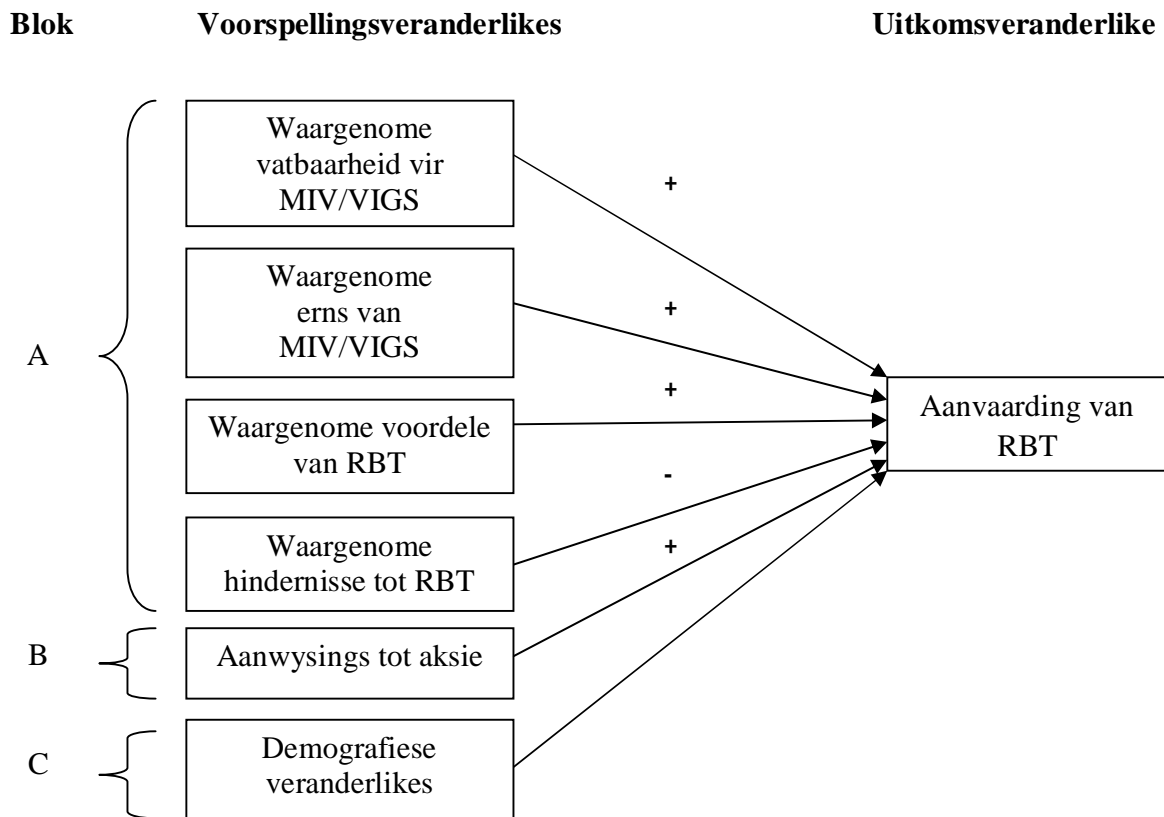 Blok Voorspellingsveranderlikes Uitkomsveranderlike
Waargenome
vatbaarheid vir
MIV/VIGS
+
Waargenome
erns van
MIV/VIGS
+
A
+
Aanvaarding van
RBT
Waargenome voordele
van RBT
-
Waargenome
hindernisse tot RBT
+
B
Aanwysings tot aksie
C
Demografiese
veranderlikes